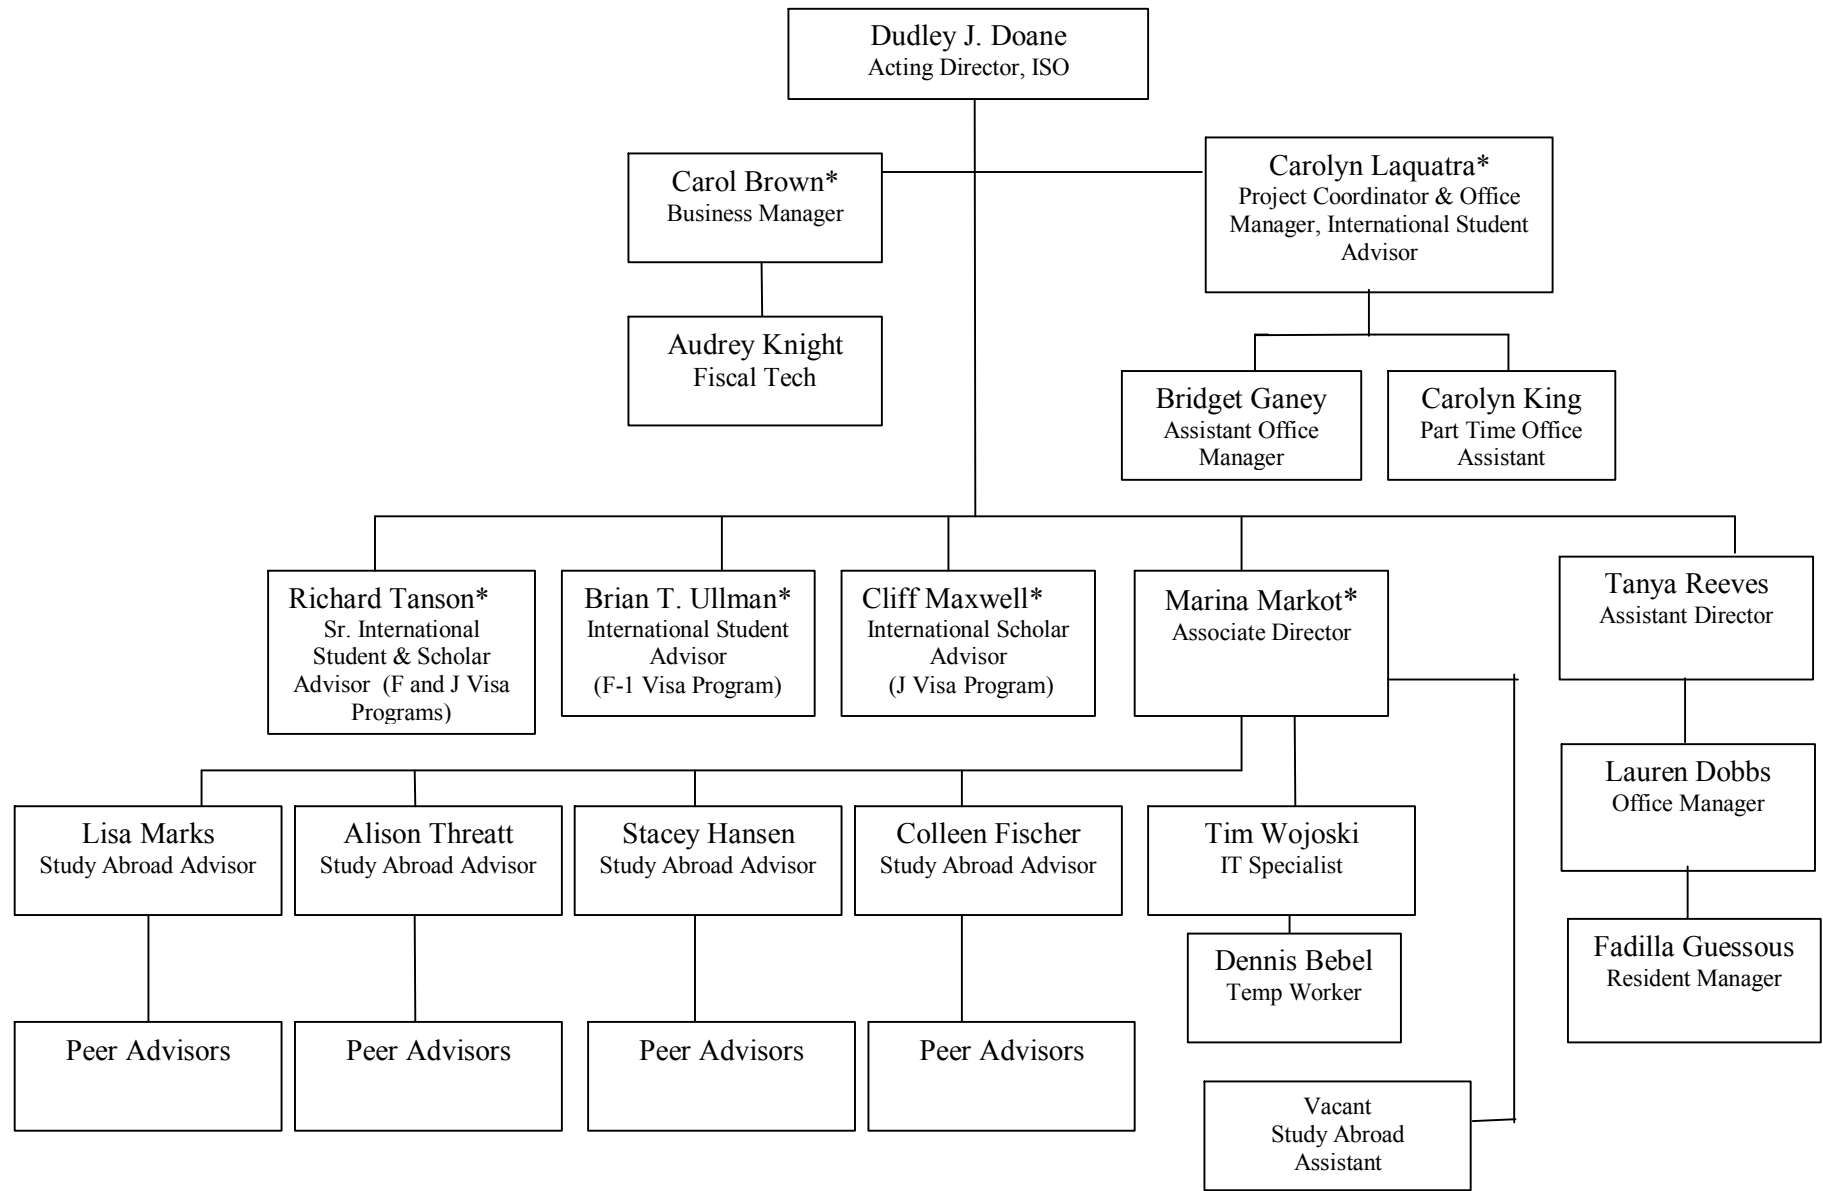 Dudley J. Doane
Acting Director, ISO
Carol Brown*
Business Manager
Carolyn Laquatra*
Project Coordinator & Office
Manager, International Student
Advisor
Audrey Knight
Fiscal Tech
Bridget Ganey
Assistant Office
Manager
Carolyn King
Part Time Office
Assistant
Richard Tanson*
Sr. International
Student & Scholar
Advisor (F and J Visa
Programs)
Brian T. Ullman*
International Student
Advisor
(F-1 Visa Program)
Cliff Maxwell*
International Scholar
Advisor
(J Visa Program)
Marina Markot*
Associate Director
Tanya Reeves
Assistant Director
Lauren Dobbs
Office Manager
Lisa Marks
Study Abroad Advisor
Alison Threatt
Study Abroad Advisor
Stacey Hansen
Study Abroad Advisor
Colleen Fischer
Study Abroad Advisor
Tim Wojoski
IT Specialist
Dennis Bebel
Temp Worker
Fadilla Guessous
Resident Manager
Peer Advisors
Peer Advisors
Peer Advisors
Peer Advisors
Vacant
Study Abroad
Assistant